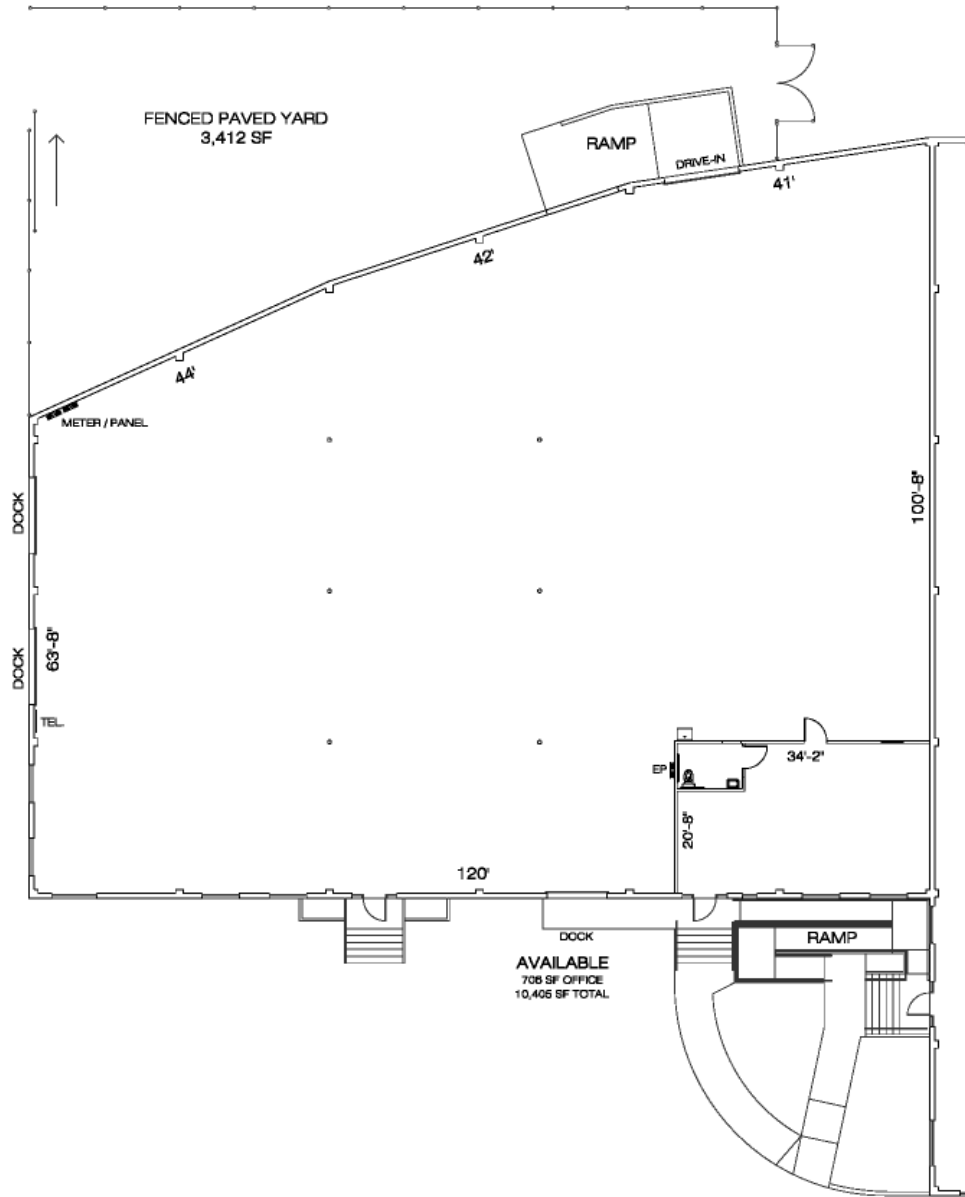 FENCED PAVED YARD
3,412 SF
RAMP
DRIVE-IN
41'
42'
44'
METER / PANEL
DOCK
100'-8"
63'-8"
DOCK
TEL.
34'-2"
EP
20'-8"
120'
DOCK
RAMP
AVAILABLE
706 SF OFFICE
10,405 SF TOTAL